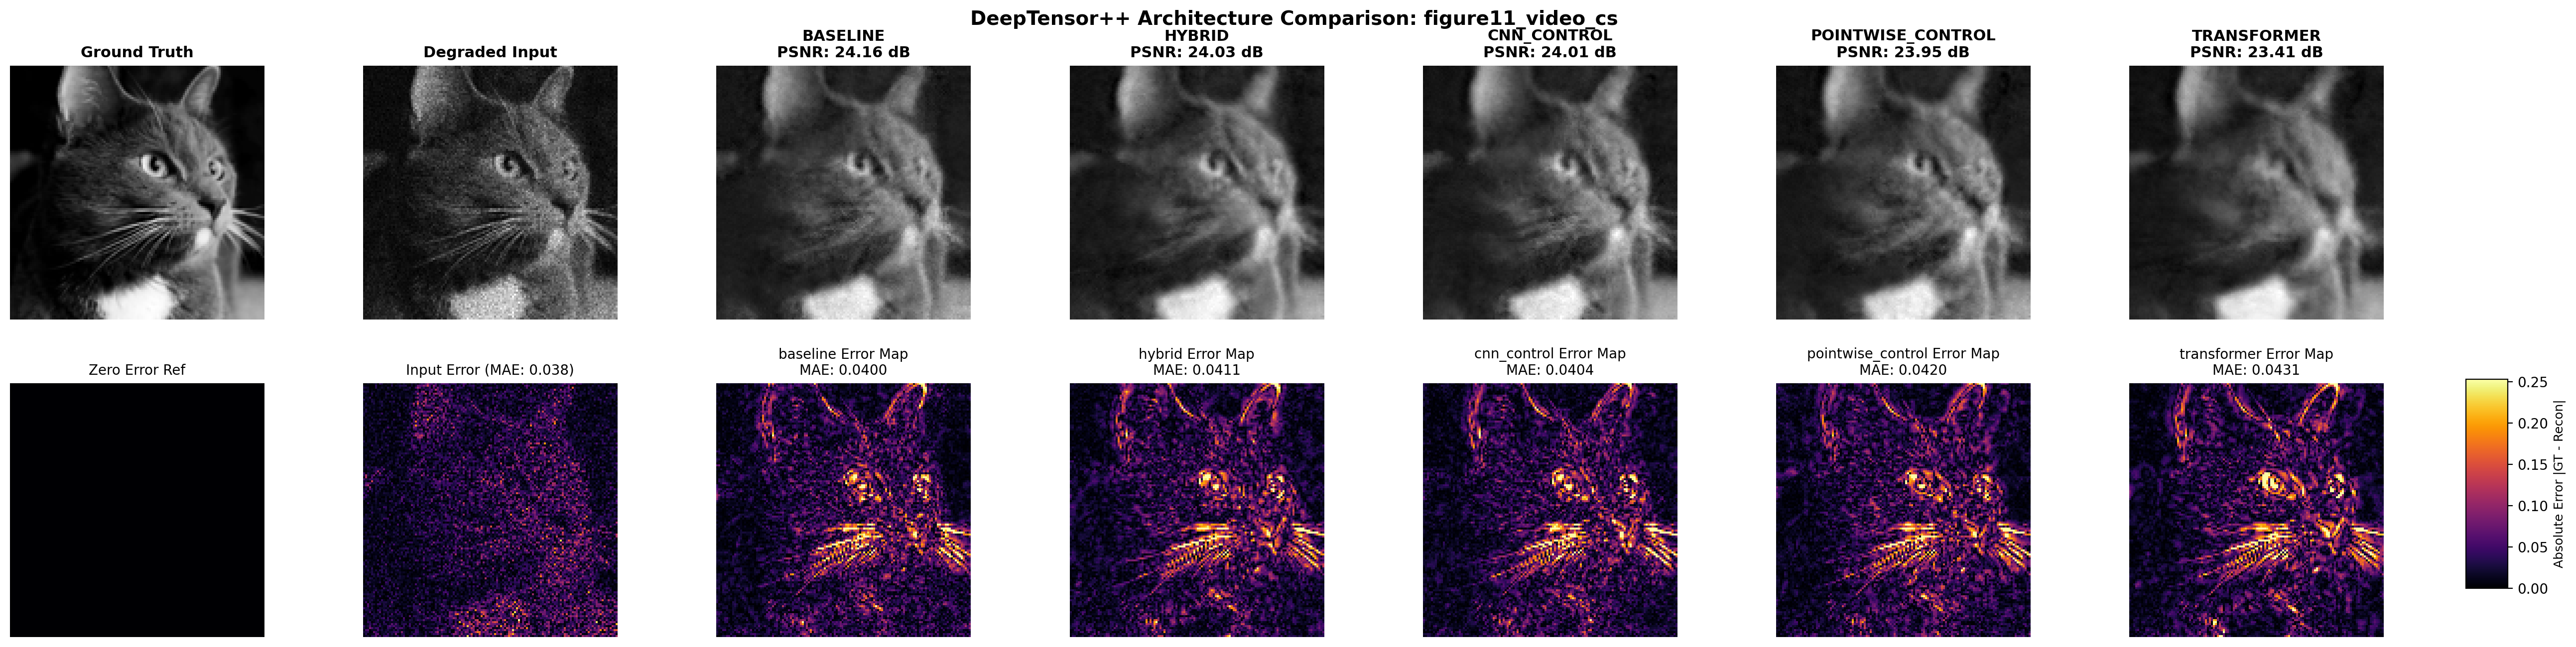 DeepTensor++ Architecture Comparison: figure11_video_cs
Ground Truth
Degraded Input
BASELINE
PSNR: 24.16 dB
HYBRID
PSNR: 24.03 dB
CNN_CONTROL
PSNR: 24.01 dB
POINTWISE_CONTROL
PSNR: 23.95 dB
TRANSFORMER
PSNR: 23.41 dB
Zero Error Ref
Input Error (MAE: 0.038)
baseline Error Map
MAE: 0.0400
hybrid Error Map
MAE: 0.0411
cnn_control Error Map
MAE: 0.0404
pointwise_control Error Map
MAE: 0.0420
transformer Error Map
MAE: 0.0431
0.25
0.20
0.15
0.10
0.05
0.00
Absolute Error |GT - Recon|